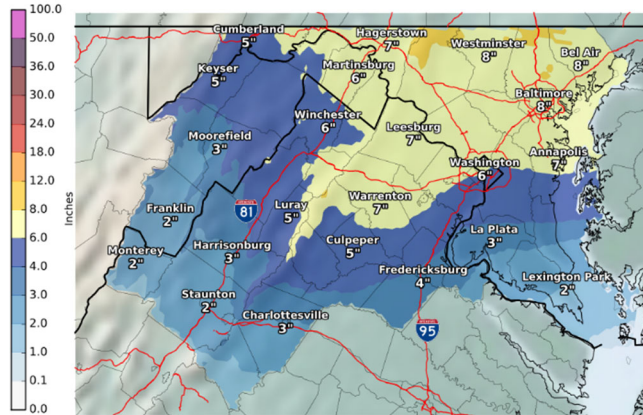 100.0
50.0
36.0
30.0
24.0
18.0
12.0
8.0
6.0
4.0
3.0
2.0
1.0
0.1
0.0
Inches
Cumberland
5"
Hagerstown
7"
Westminster
8"
Bel Air
8"
Keyser
5"
Martinsburg
6"
Baltimore
8"
Winchester
6"
Moorefield
3"
Leesburg
7"
Washington
6"
Annapolis
7"
Franklin
2"
81
Luray
5"
Warrenton
7"
Monterey
2"
Harrisonburg
3"
Culpeper
5"
La Plata
3"
Fredericksburg
4"
Lexington Park
2"
Staunton
2"
Charlottesville
3"
95